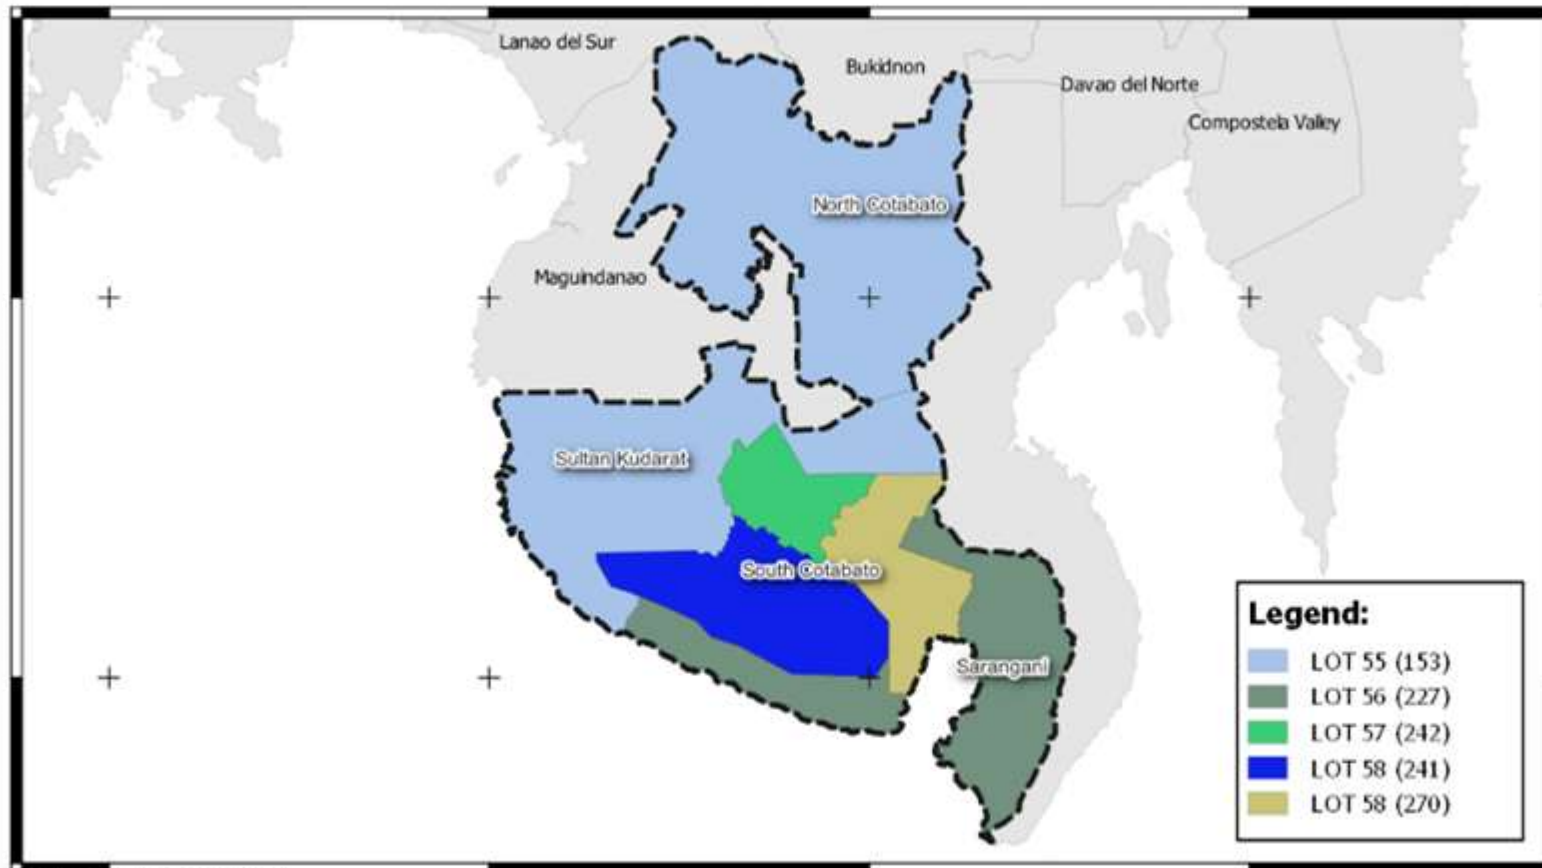 Lanao del Sur
Bukidnon
Davao del Norte
Compostela Valley
North Cotabato
Maguindanao
Sultan Kudarat
South Cotabato
Sarangani
Legend:
LOT 55 (153)
LOT 56 (227)
LOT 57 (242)
LOT 58 (241)
LOT 58 (270)